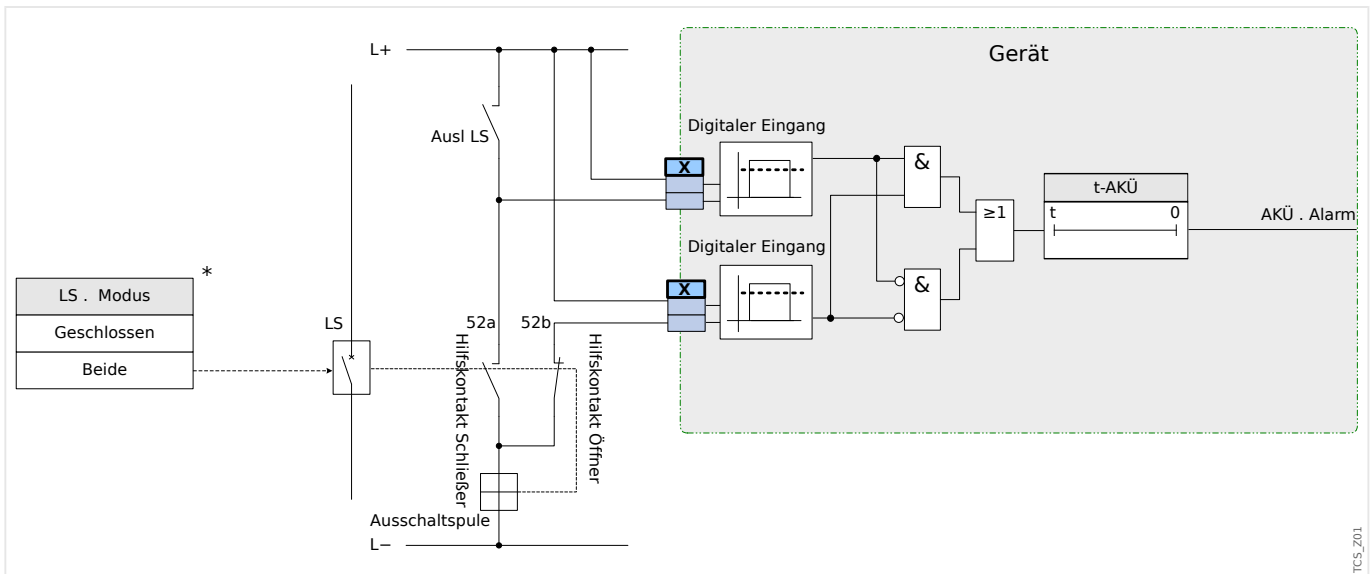 L+
Gerät
Ausl LS
Digitaler Eingang
X
&
t-AKÜ
t 0
≥1
AKÜ . Alarm
Digitaler Eingang
X
&
*
LS . Modus
Geschlossen
Beide
LS
52a
52b
Hilfskontakt Schließer
Hilfskontakt Öffner
Ausschaltspule
L−
TCS_Z01